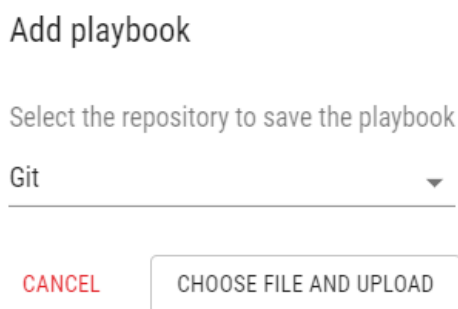 Add playbook
Select the repository to save the playbook
Git
CANCEL CHOOSE FILE AND UPLOAD